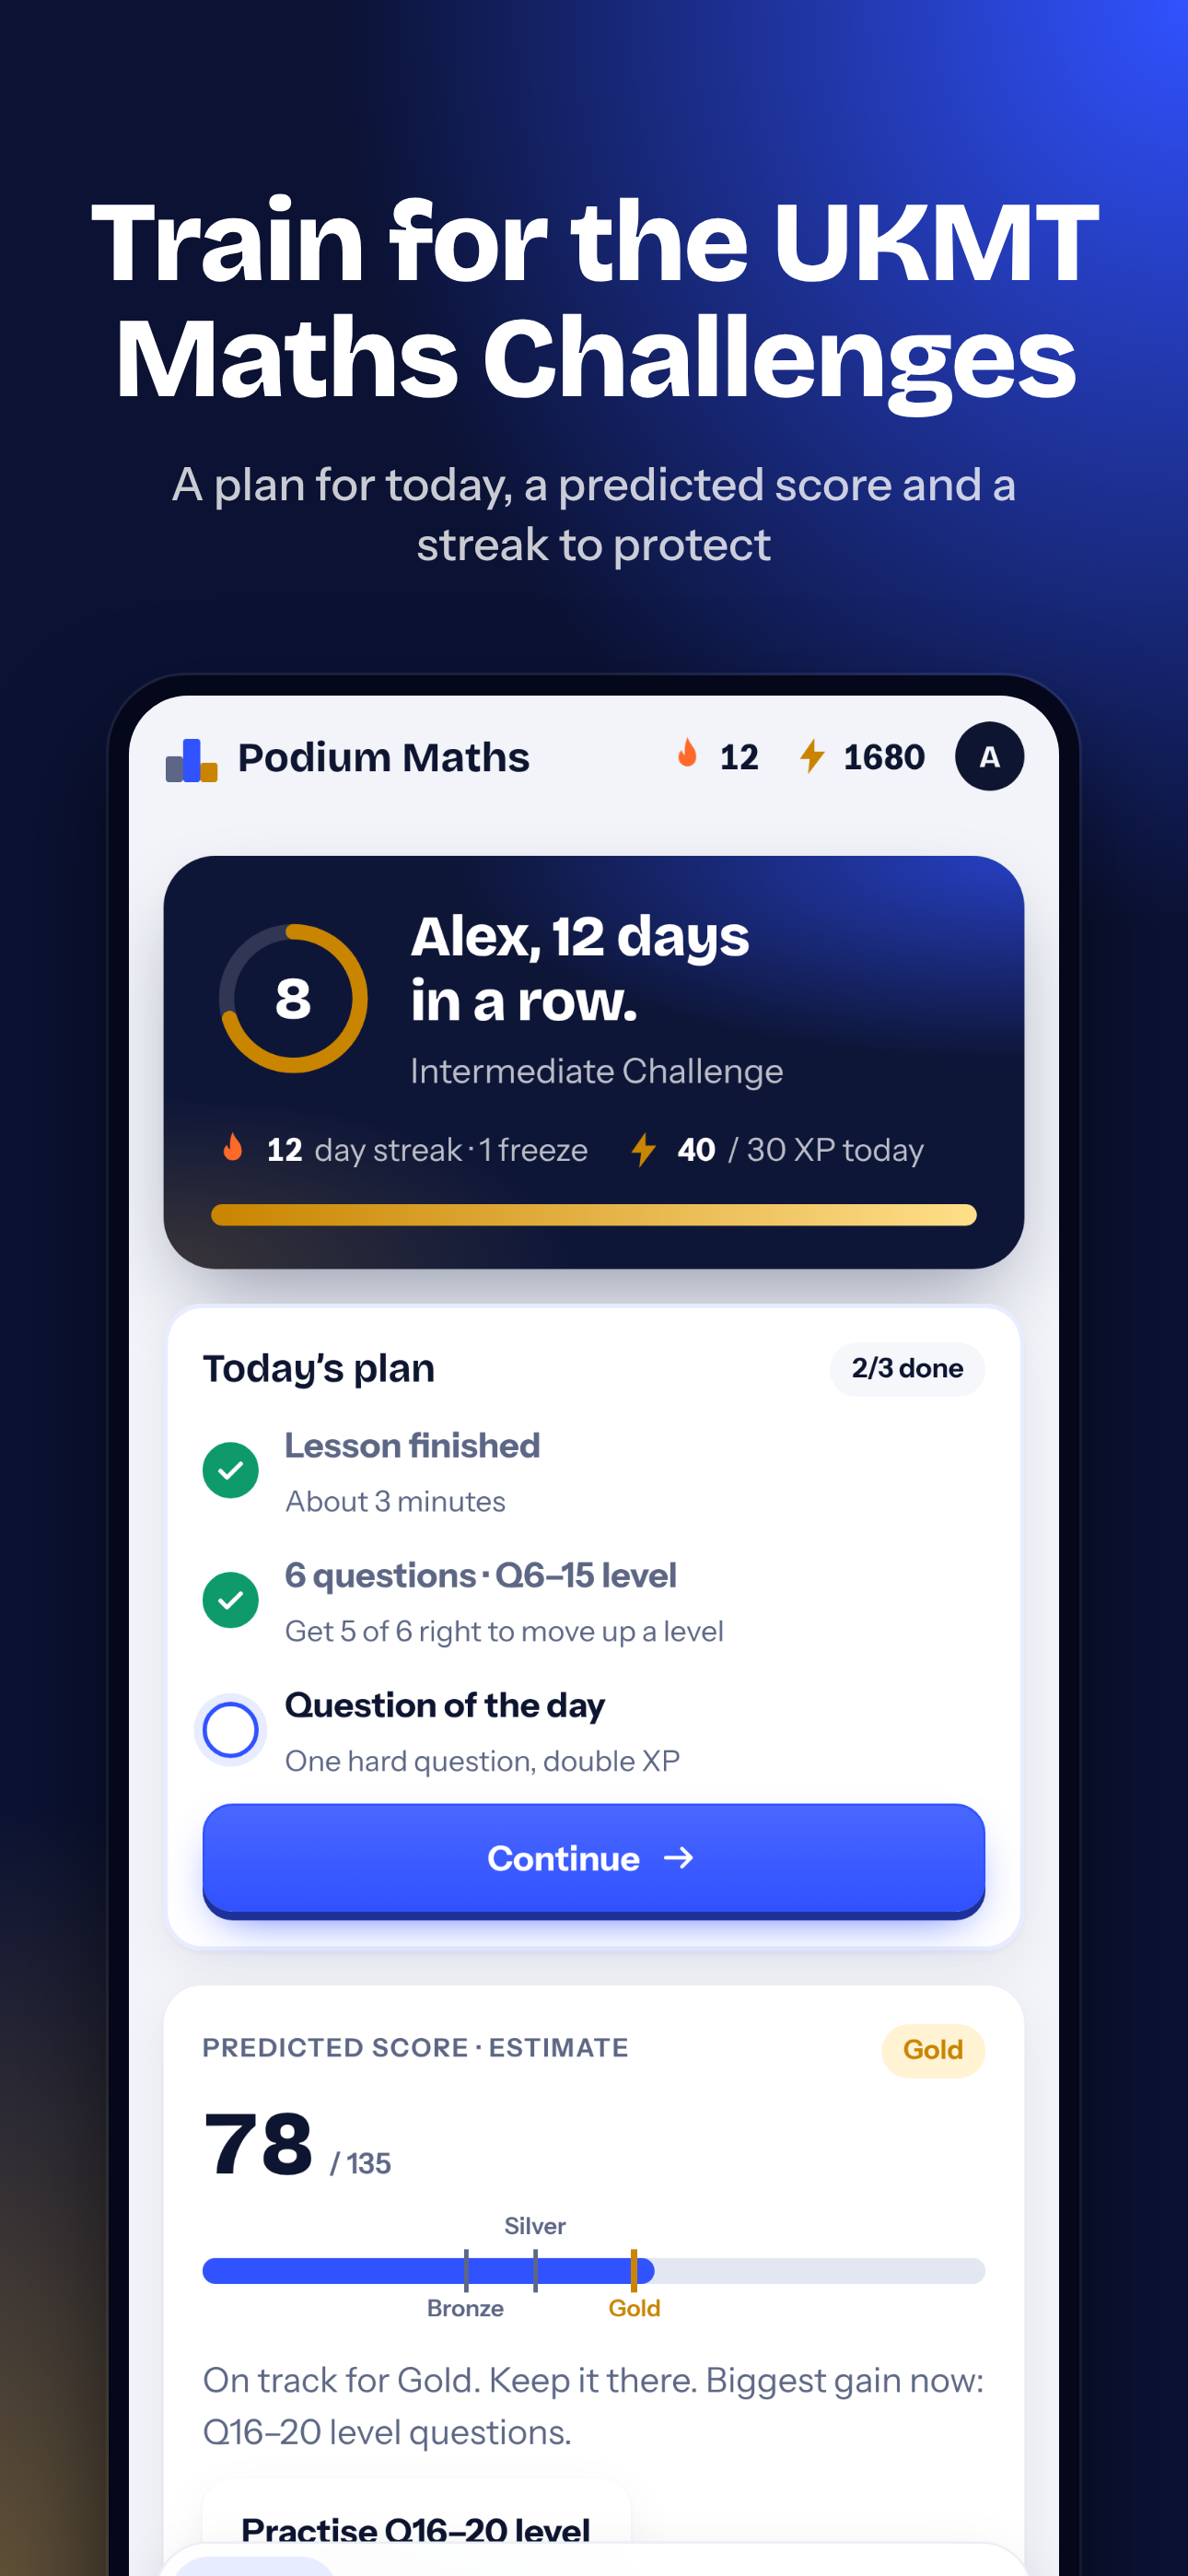 Train for the UKMT
Maths Challenges
A plan for today, a predicted score and a
streak to protect
Podium Maths
12
1680
A
8
Alex, 12 days
in a row.
Intermediate Challenge
12 day streak · 1 freeze
40 / 30 XP today
Today’s plan
2/3 done
Lesson finished
About 3 minutes
6 questions · Q6–15 level
Get 5 of 6 right to move up a level
Question of the day
One hard question, double XP
Continue →
PREDICTED SCORE · ESTIMATE
Gold
78 / 135
Silver
Bronze
Gold
On track for Gold. Keep it there. Biggest gain now:
Q16–20 level questions.
Practise Q16–20 level